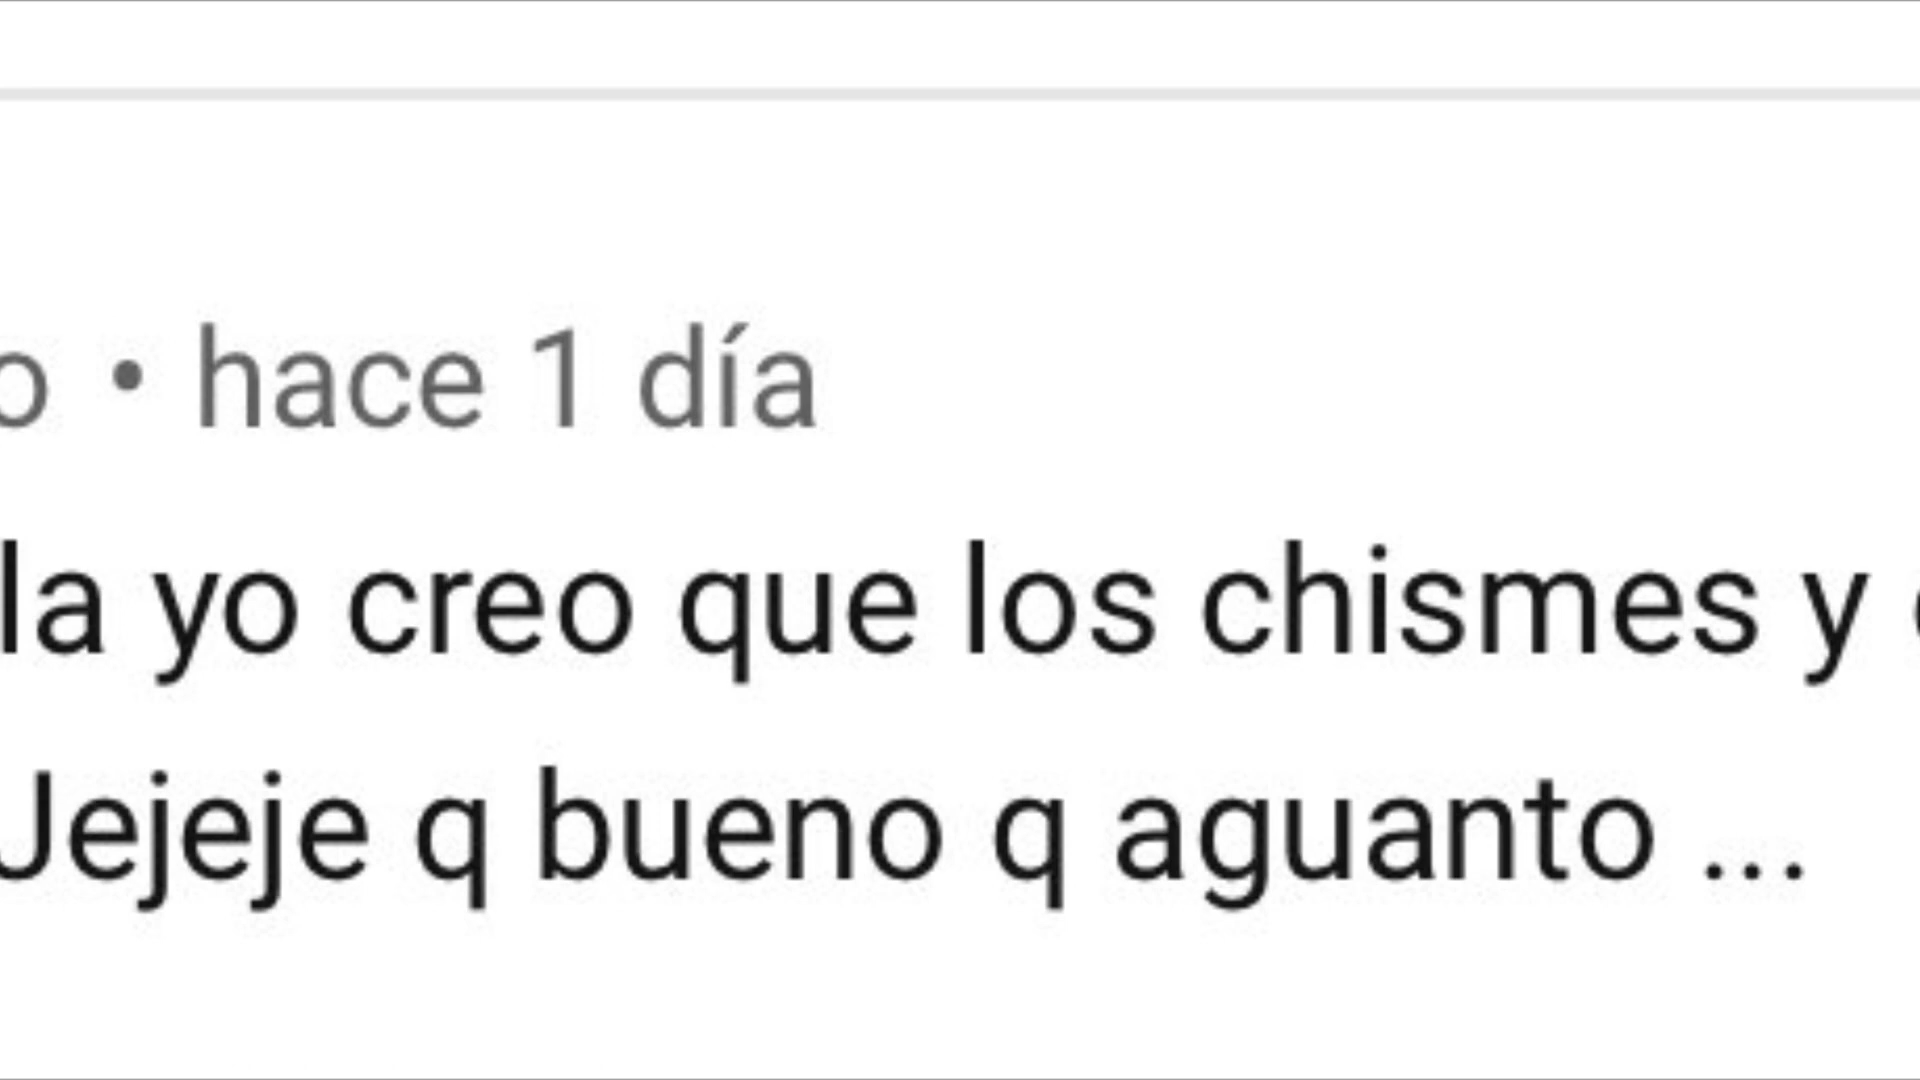 o • hace 1 día
la yo creo que los chismes y
Jejeje q bueno q aguanto ...